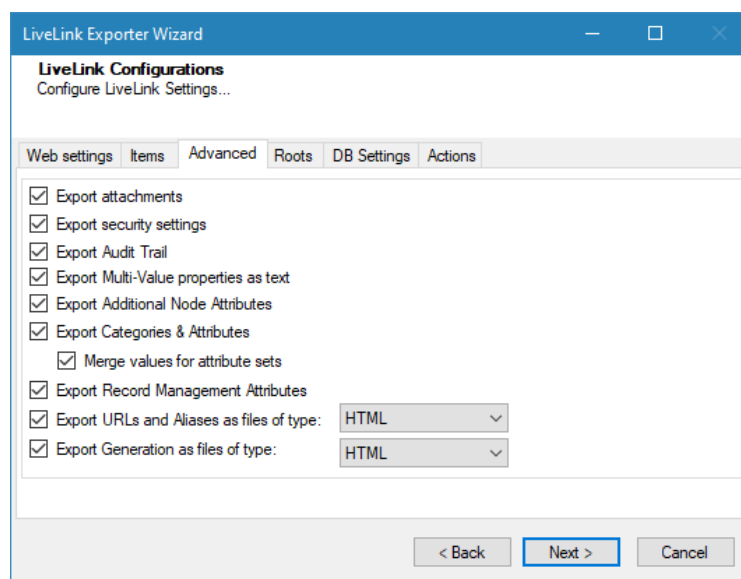 LiveLink Exporter Wizard
LiveLink Configurations
Configure LiveLink Settings...
Web settings Items Advanced Roots DB Settings Actions
Export attachments
Export security settings
Export Audit Trail
Export Multi-Value properties as text
Export Additional Node Attributes
Export Categories & Attributes
Merge values for attribute sets
Export Record Management Attributes
Export URLs and Aliases as files of type: HTML
Export Generation as files of type: HTML
< Back Next > Cancel